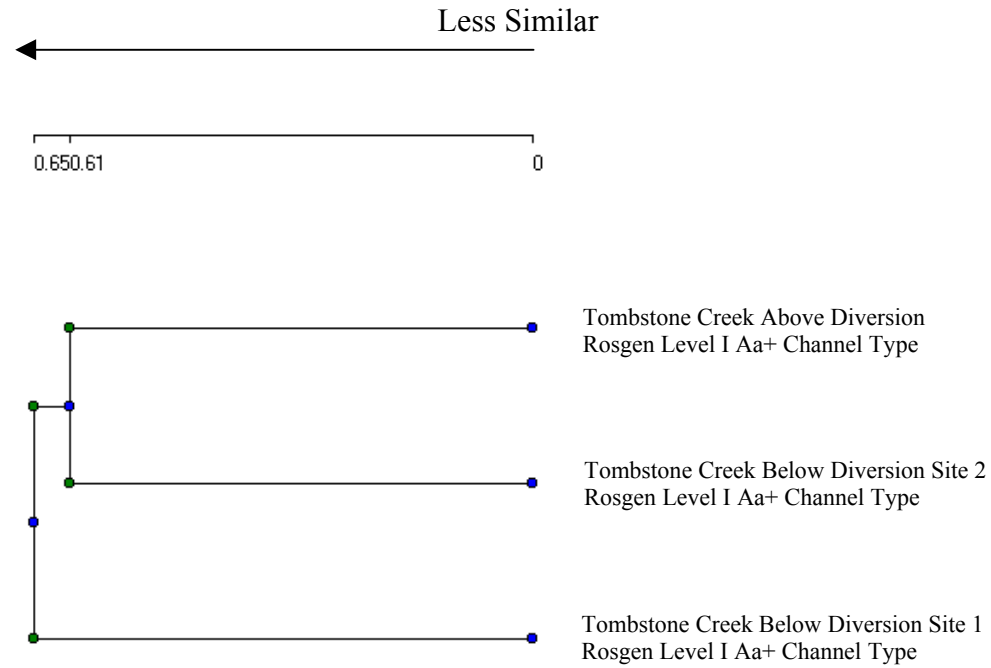 Less Similar
0.650.61 0
Tombstone Creek Above Diversion
Rosgen Level I Aa+ Channel Type
Tombstone Creek Below Diversion Site 2
Rosgen Level I Aa+ Channel Type
Tombstone Creek Below Diversion Site 1
Rosgen Level I Aa+ Channel Type